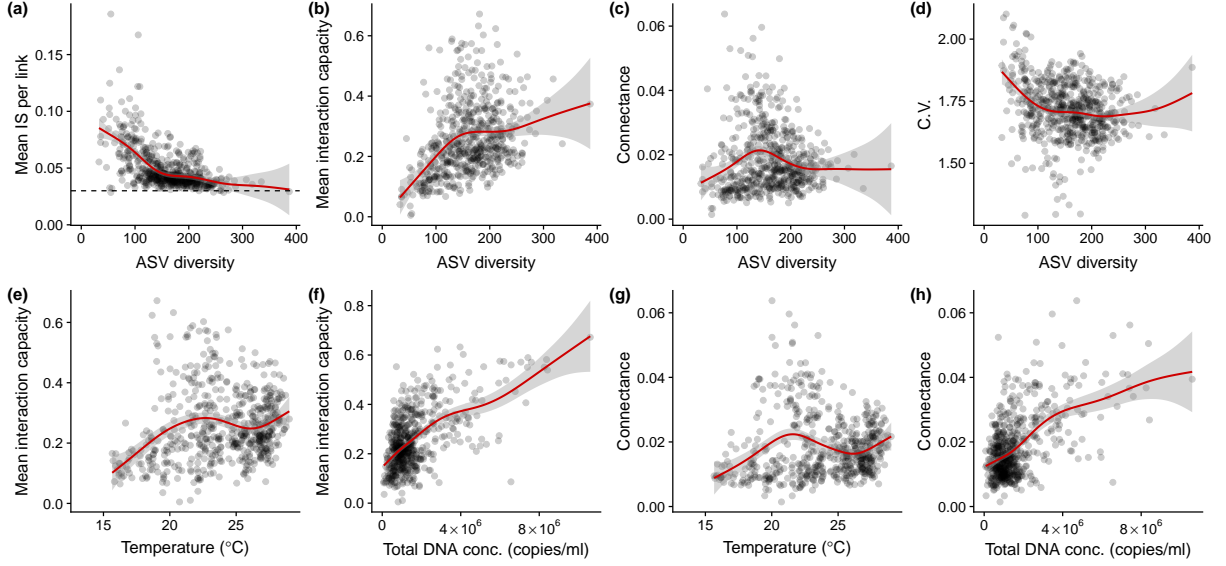 (a)
Mean IS per link
0.15
0.10
0.05
0.00
0 100 200 300 400
ASV diversity
(b)
Mean interaction capacity
0.6
0.4
0.2
0.0
0 100 200 300 400
ASV diversity
(c)
Connectance
0.06
0.04
0.02
0.00
0 100 200 300 400
ASV diversity
(d)
C.V.
2.00
1.75
1.50
0 100 200 300 400
ASV diversity
(e)
Mean interaction capacity
0.6
0.4
0.2
0.0
15 20 25
Temperature (°C)
(f)
Mean interaction capacity
0.8
0.6
0.4
0.2
0.0
0 4×10⁶ 8×10⁶
Total DNA conc. (copies/ml)
(g)
Connectance
0.06
0.04
0.02
0.00
15 20 25
Temperature (°C)
(h)
Connectance
0.06
0.04
0.02
0.00
0 4×10⁶ 8×10⁶
Total DNA conc. (copies/ml)